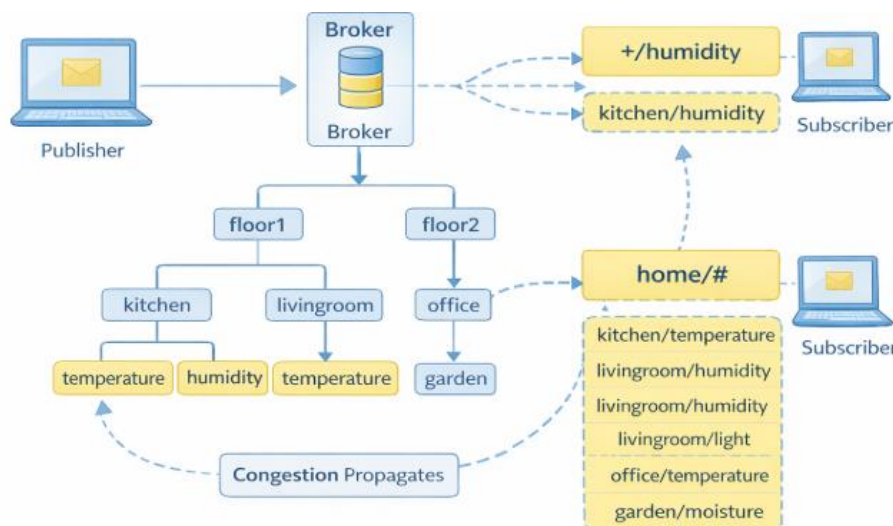 Broker
Broker
Publisher
+/humidity
kitchen/humidity
Subscriber
floor1
floor2
kitchen
livingroom
office
temperature
humidity
temperature
garden
Congestion Propagates
home/#
Subscriber
kitchen/temperature
livingroom/humidity
livingroom/humidity
livingroom/light
office/temperature
garden/moisture